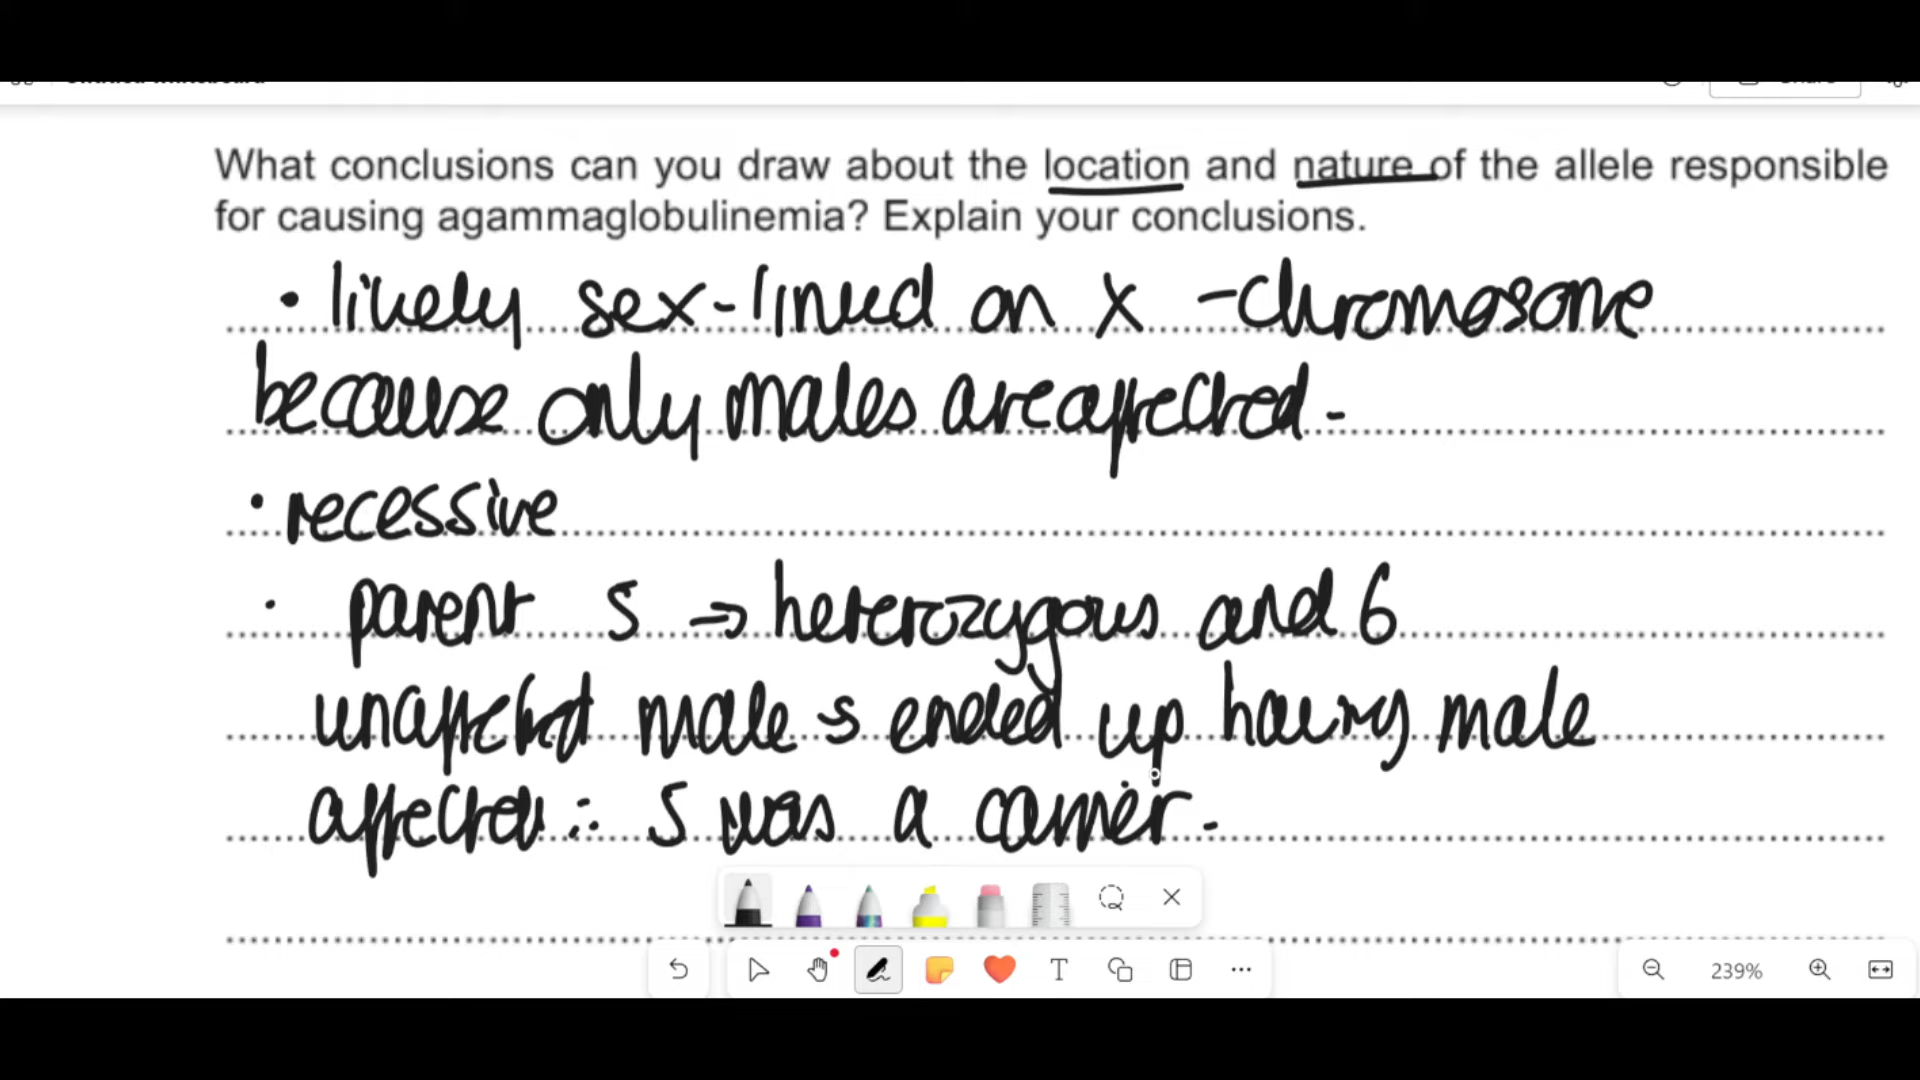 What conclusions can you draw about the location and nature of the allele responsible
for causing agammaglobulinemia? Explain your conclusions.
• likely sex-linked on X -chromosome
because only males are affected.
• recessive
• parent 5 → heterozygous and 6
unaffected male s ended up having male
affected ∴ 5 was a carrier.
239%